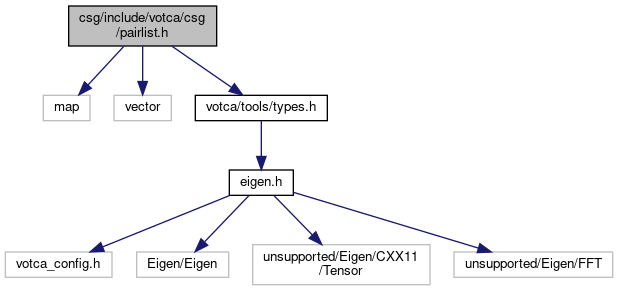 csg/include/votca/csg
/pairlist.h
map
vector
votca/tools/types.h
eigen.h
votca_config.h
Eigen/Eigen
unsupported/Eigen/CXX11
/Tensor
unsupported/Eigen/FFT